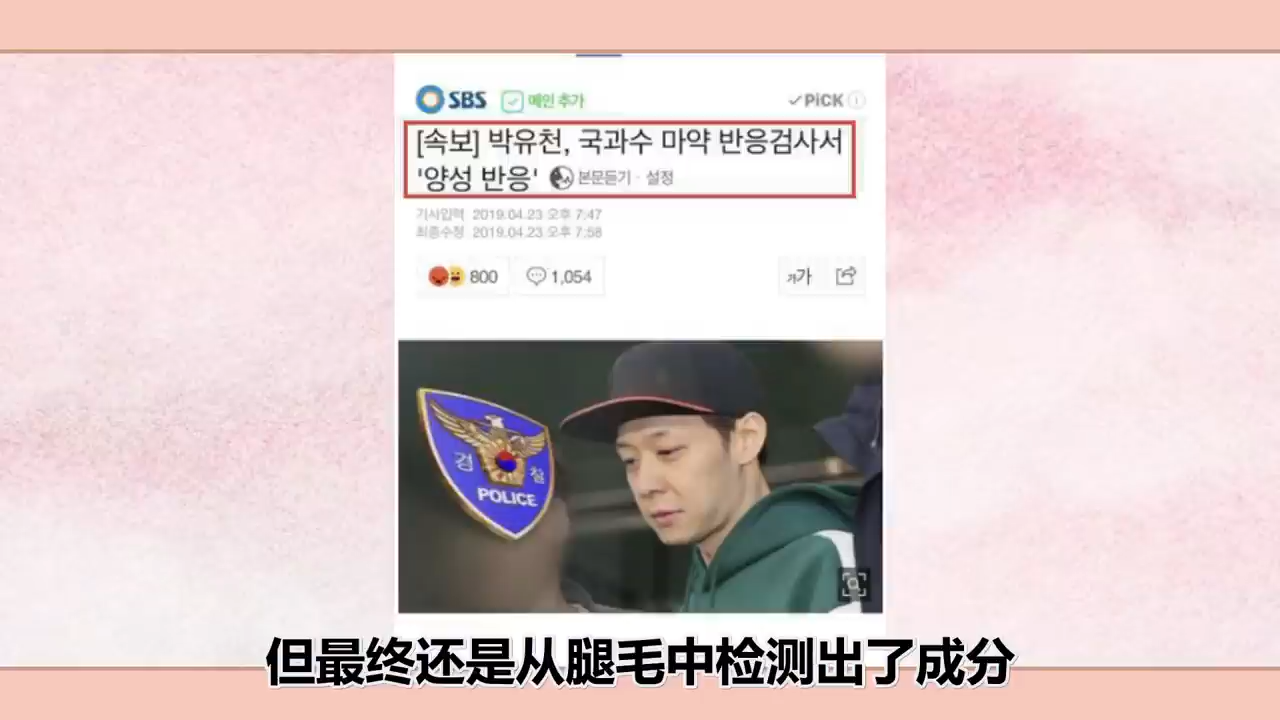 SBS 메인 추가 PiCK
[속보] 박유천, 국과수 마약 반응검사서
'양성 반응' 본문듣기 · 설정
기사입력 2019.04.23 오후 7:47
최종수정 2019.04.23 오후 7:58
800 1,054 가가
경찰
POLICE
但最终还是从腿毛中检测出了成分